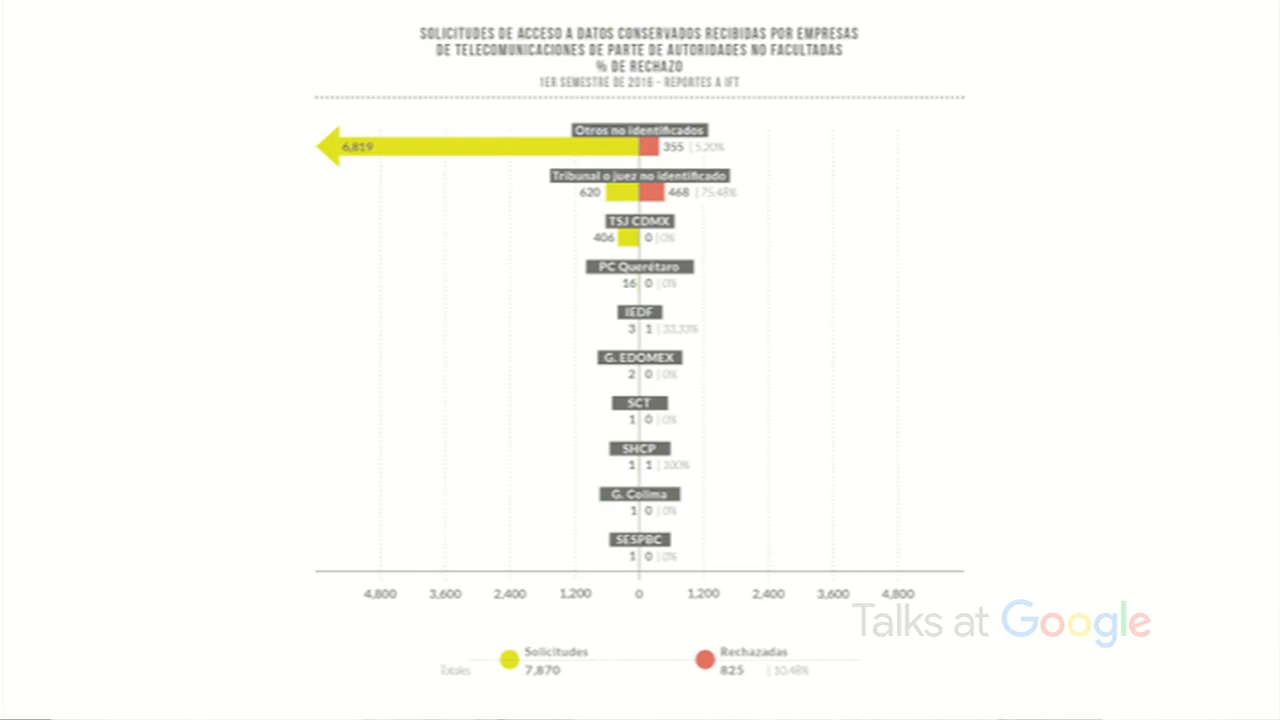 SOLICITUDES DE ACCESO A DATOS CONSERVADOS RECIBIDAS POR EMPRESAS
DE TELECOMUNICACIONES DE PARTE DE AUTORIDADES NO FACULTADAS
% DE RECHAZO
1ER SEMESTRE DE 2016 - REPORTES A IFT
Otros no identificados
6,819 355 | 5,20%
Tribunal o juez no identificado
620 468 | 75,48%
TSJ CDMX
406 0 | 0%
PC Querétaro
16 0 | 0%
IEDF
3 1 | 33,33%
G. EDOMEX
2 0 | 0%
SCT
1 0 | 0%
SHCP
1 1 | 100%
G. Colima
1 0 | 0%
SESPBC
1 0 | 0%
4,800 3,600 2,400 1,200 0 1,200 2,400 3,600 4,800
Talks at Google
Solicitudes Rechazadas
Totales 7,870 825 | 10,48%